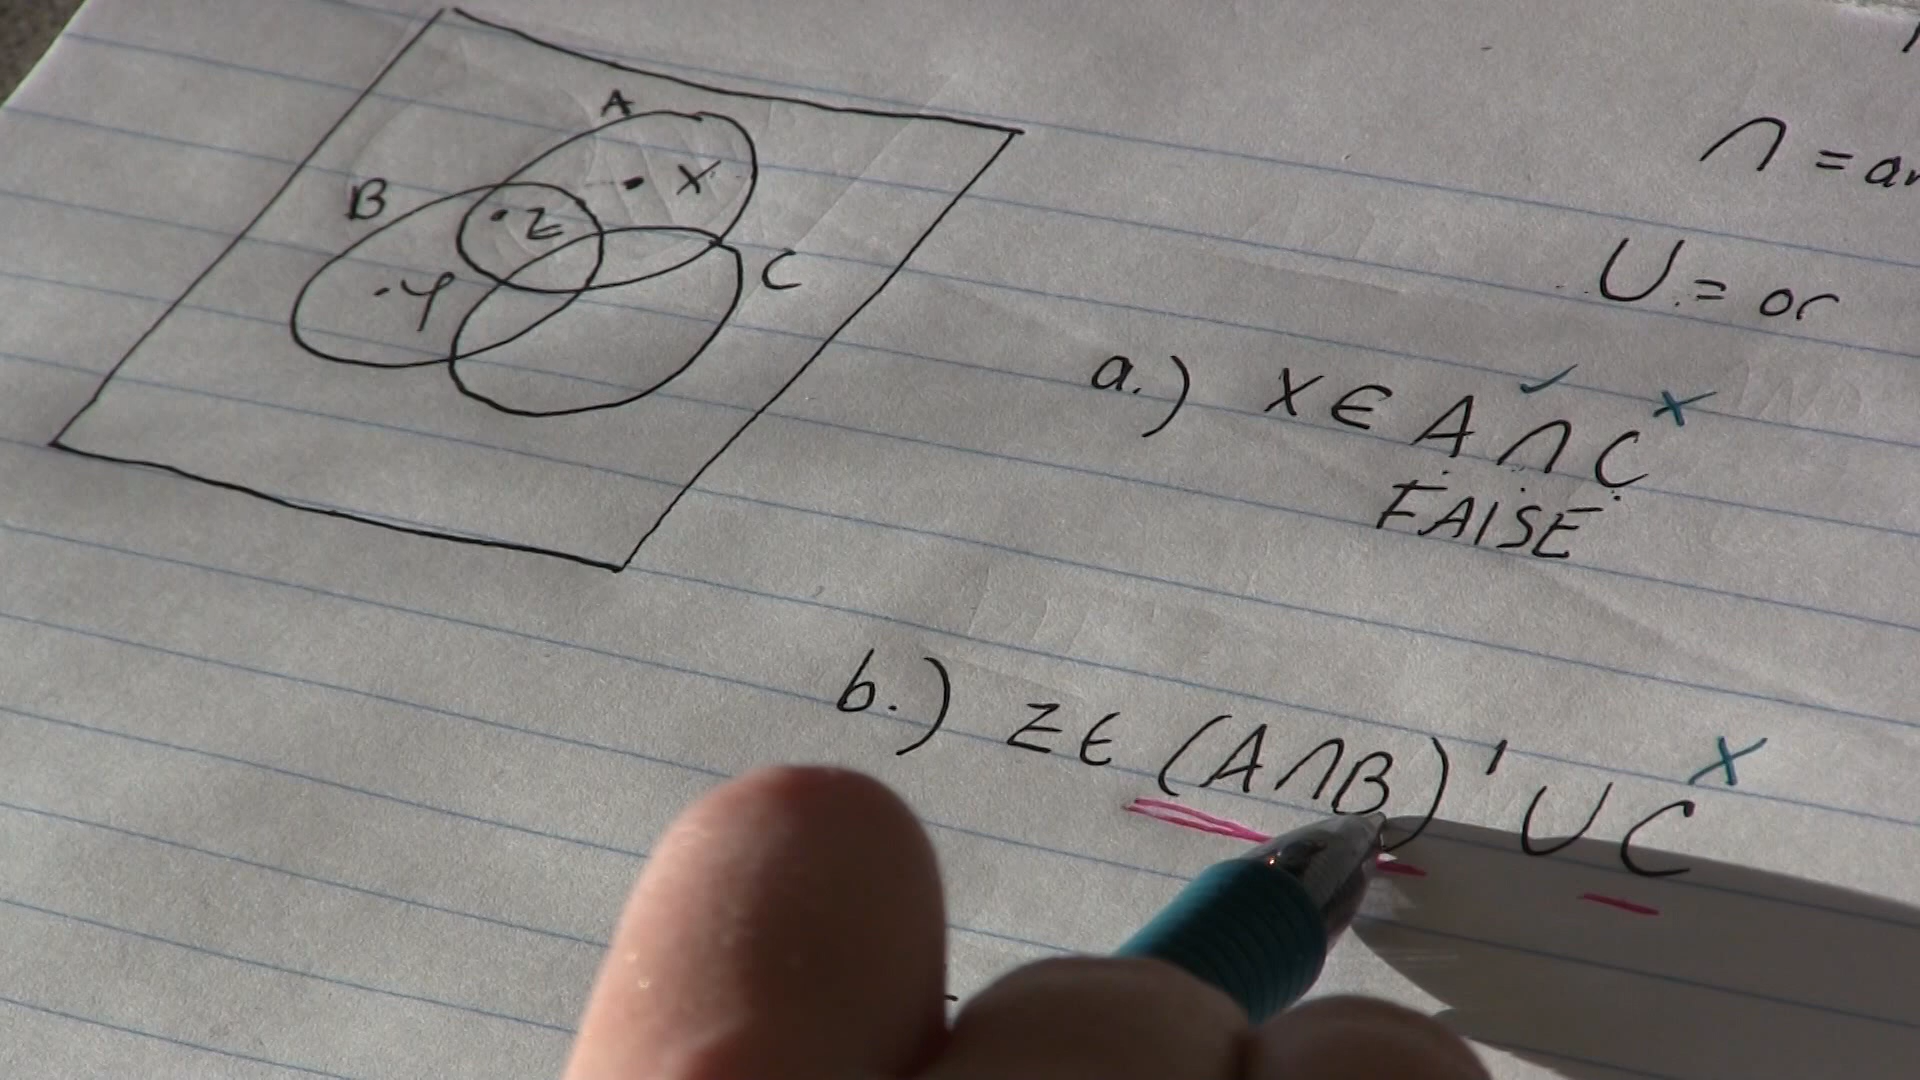 A
X
B
Z
C
Y
∩ =
U = or
a.) X ∈ A ∩ C
FAlSE
b.) Z ∈ (A∩B)' U C